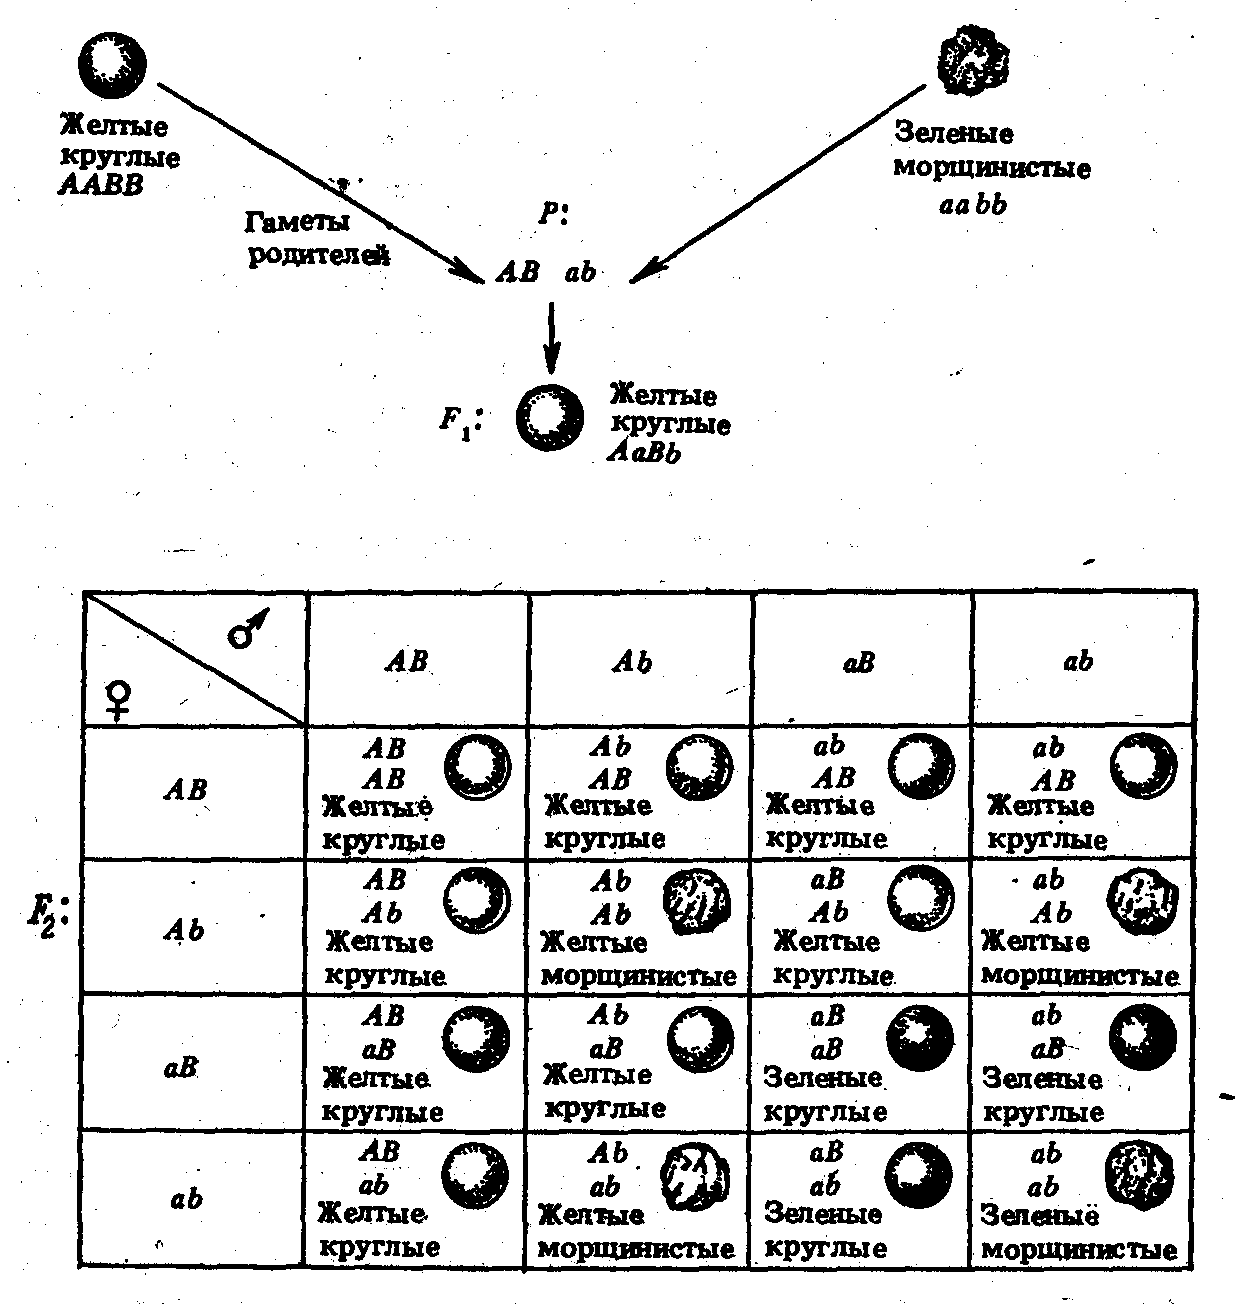 Желтые
круглые
AABB
Зеленые
морщинистые
aabb
Гаметы
родителей
P:
AB ab
F1:
Желтые
круглые
AaBb
♂
♀
AB Ab aB ab
F2:
AB
AB
AB
Желтые
круглые
Ab
AB
Желтые
круглые
ab
AB
Желтые
круглые
ab
AB
Желтые
круглые
Ab
AB
Ab
Желтые
круглые
Ab
Ab
Желтые
морщинистые
aB
Ab
Желтые
круглые
ab
Ab
Желтые
морщинистые
aB
AB
aB
Желтые
круглые
Ab
aB
Желтые
круглые
aB
aB
Зеленые
круглые
ab
aB
Зеленые
круглые
ab
AB
ab
Желтые
круглые
Ab
ab
Желтые
морщинистые
aB
ab
Зеленые
круглые
ab
ab
Зеленые
морщинистые